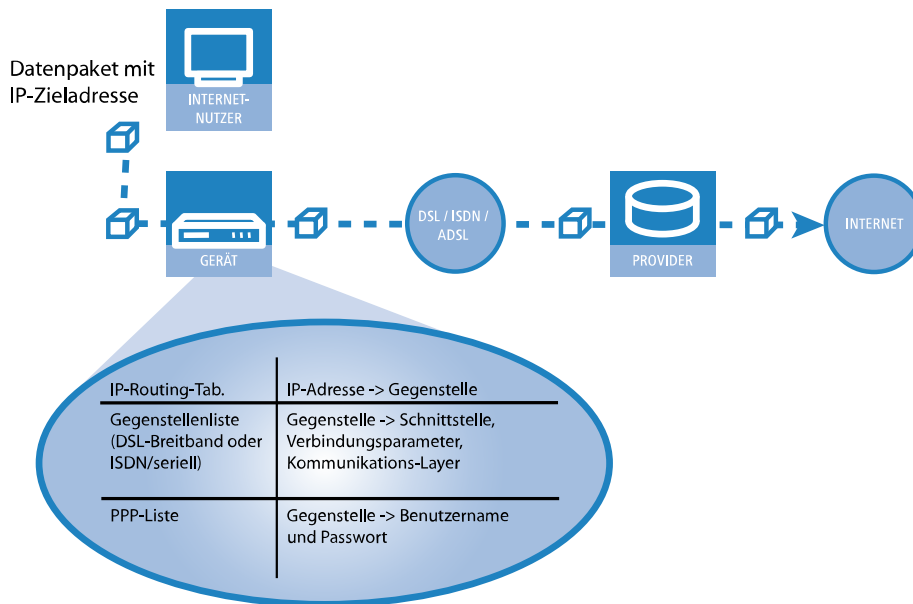 Datenpaket mit
IP-Zieladresse
INTERNET-
NUTZER
GERÄT
DSL / ISDN /
ADSL
PROVIDER
INTERNET
IP-Routing-Tab.
IP-Adresse -> Gegenstelle
Gegenstellenliste
(DSL-Breitband oder
ISDN/seriell)
Gegenstelle -> Schnittstelle,
Verbindungsparameter,
Kommunikations-Layer
PPP-Liste
Gegenstelle -> Benutzername
und Passwort